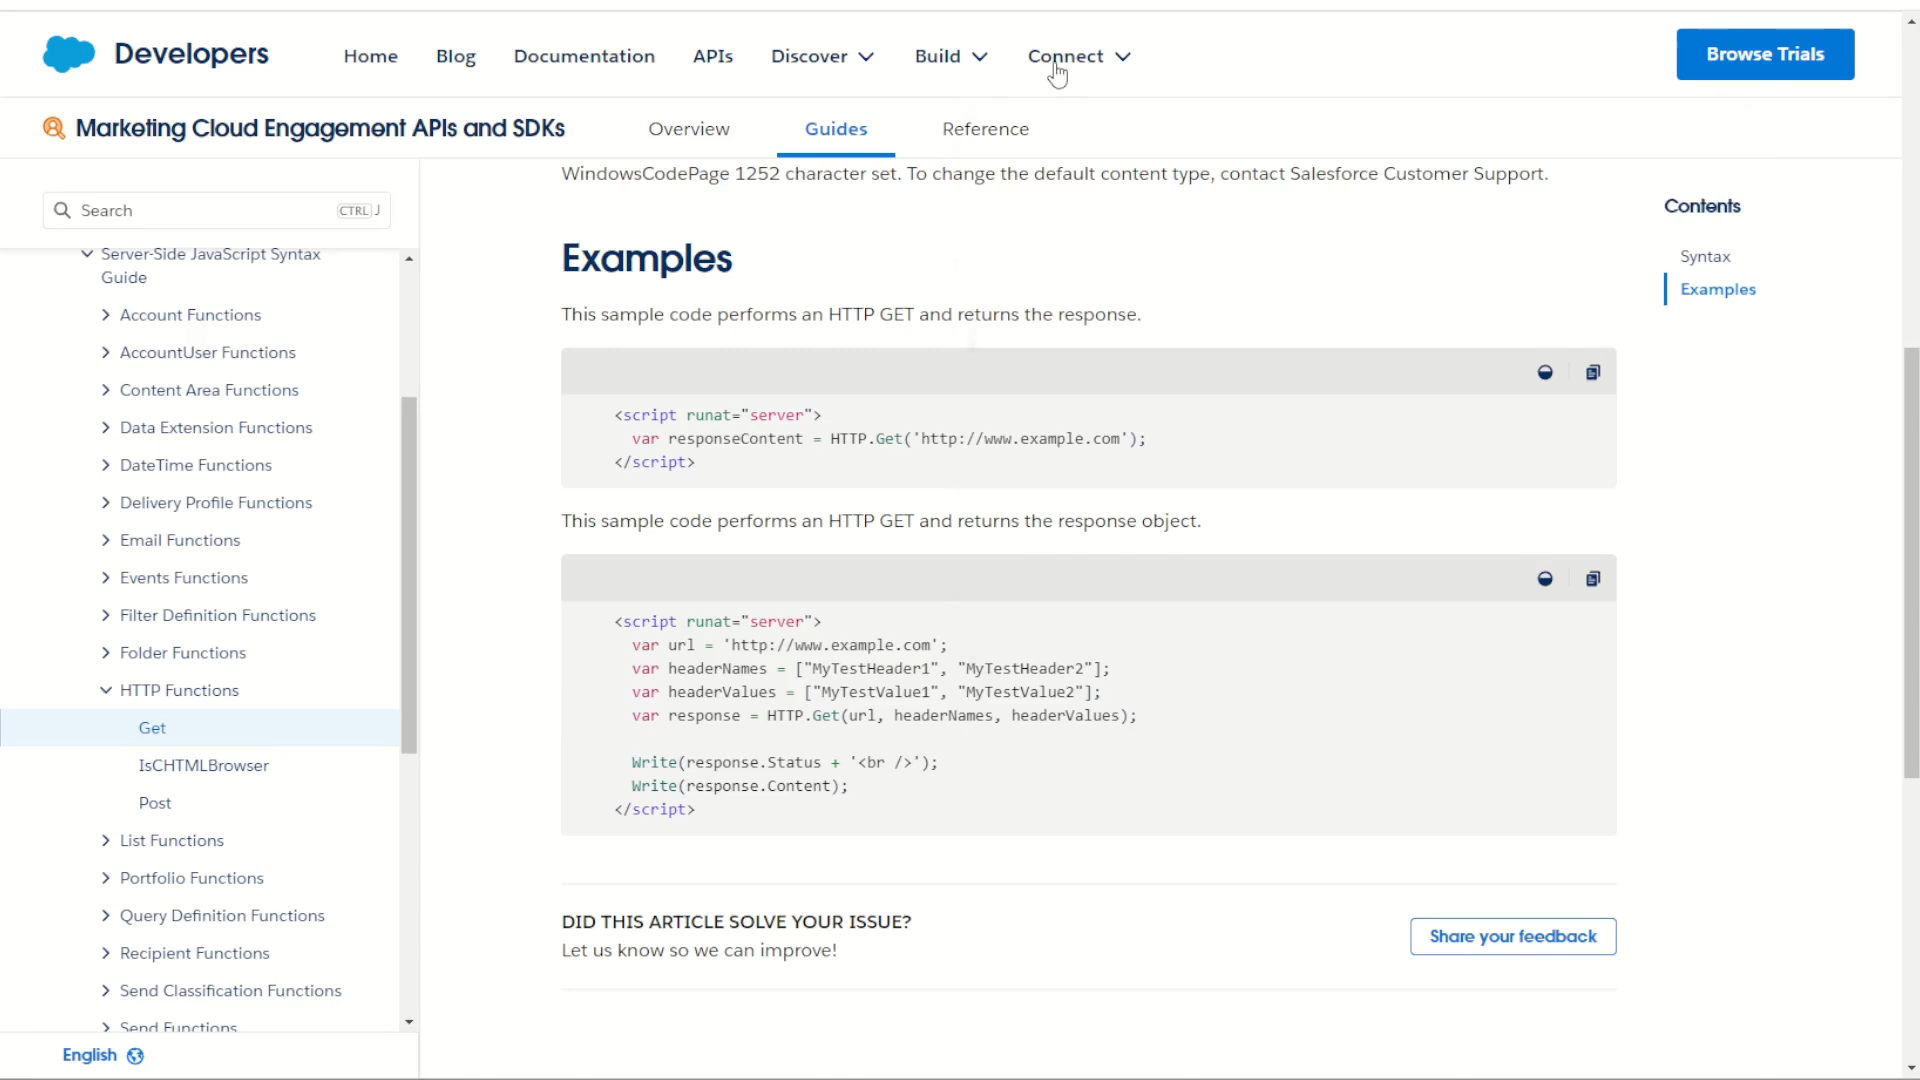 Developers
Home
Blog
Documentation
APIs
Discover
Build
Connect
Browse Trials
Marketing Cloud Engagement APIs and SDKs
Overview
Guides
Reference
Search
CTRL J
Server-Side JavaScript Syntax
Guide
Account Functions
AccountUser Functions
Content Area Functions
Data Extension Functions
DateTime Functions
Delivery Profile Functions
Email Functions
Events Functions
Filter Definition Functions
Folder Functions
HTTP Functions
Get
IsCHTMLBrowser
Post
List Functions
Portfolio Functions
Query Definition Functions
Recipient Functions
Send Classification Functions
Send Functions
English
WindowsCodePage 1252 character set. To change the default content type, contact Salesforce Customer Support.
Examples
This sample code performs an HTTP GET and returns the response.
<script runat="server">
var responseContent = HTTP.Get('http://www.example.com');
</script>
This sample code performs an HTTP GET and returns the response object.
<script runat="server">
var url = 'http://www.example.com';
var headerNames = ["MyTestHeader1", "MyTestHeader2"];
var headerValues = ["MyTestValue1", "MyTestValue2"];
var response = HTTP.Get(url, headerNames, headerValues);
Write(response.Status + '<br />');
Write(response.Content);
</script>
DID THIS ARTICLE SOLVE YOUR ISSUE?
Let us know so we can improve!
Share your feedback
Contents
Syntax
Examples